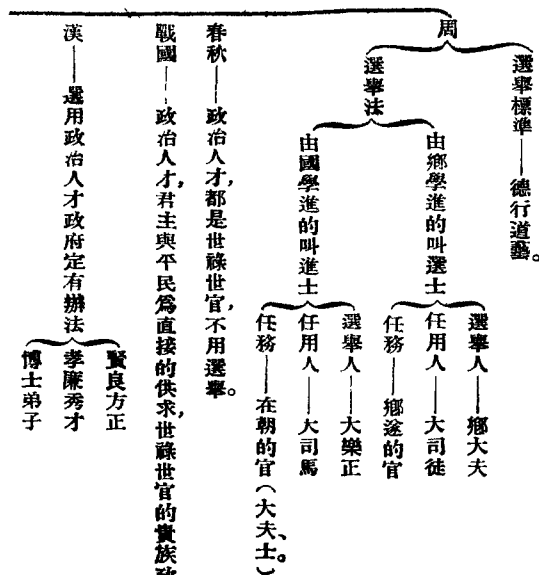 周
選舉標準——德行道藝。
選舉法
由鄉學進的叫選士
選舉人——鄉大夫
任用人——大司徒
任務——鄉遂的官
由國學進的叫進士
選舉人——大樂正
任用人——大司馬
任務——在朝的官(大夫、士。)
春秋——政治人才,都是世祿世官,不用選舉。
戰國——政治人才,君主與平民爲直接的供求,世祿世官的貴族政
漢——選用政治人才政府定有辦法
賢良方正
孝廉秀才
博士弟子